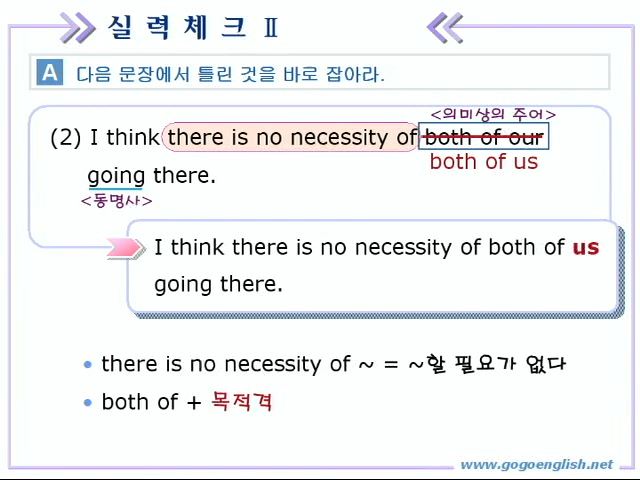 실력체크 Ⅱ
A 다음 문장에서 틀린 것을 바로 잡아라.
<의미상의 주어>
(2) I think there is no necessity of both of our
both of us
going there.
<동명사>
I think there is no necessity of both of us
going there.
• there is no necessity of ~ = ~할 필요가 없다
• both of + 목적격
www.gogoenglish.net